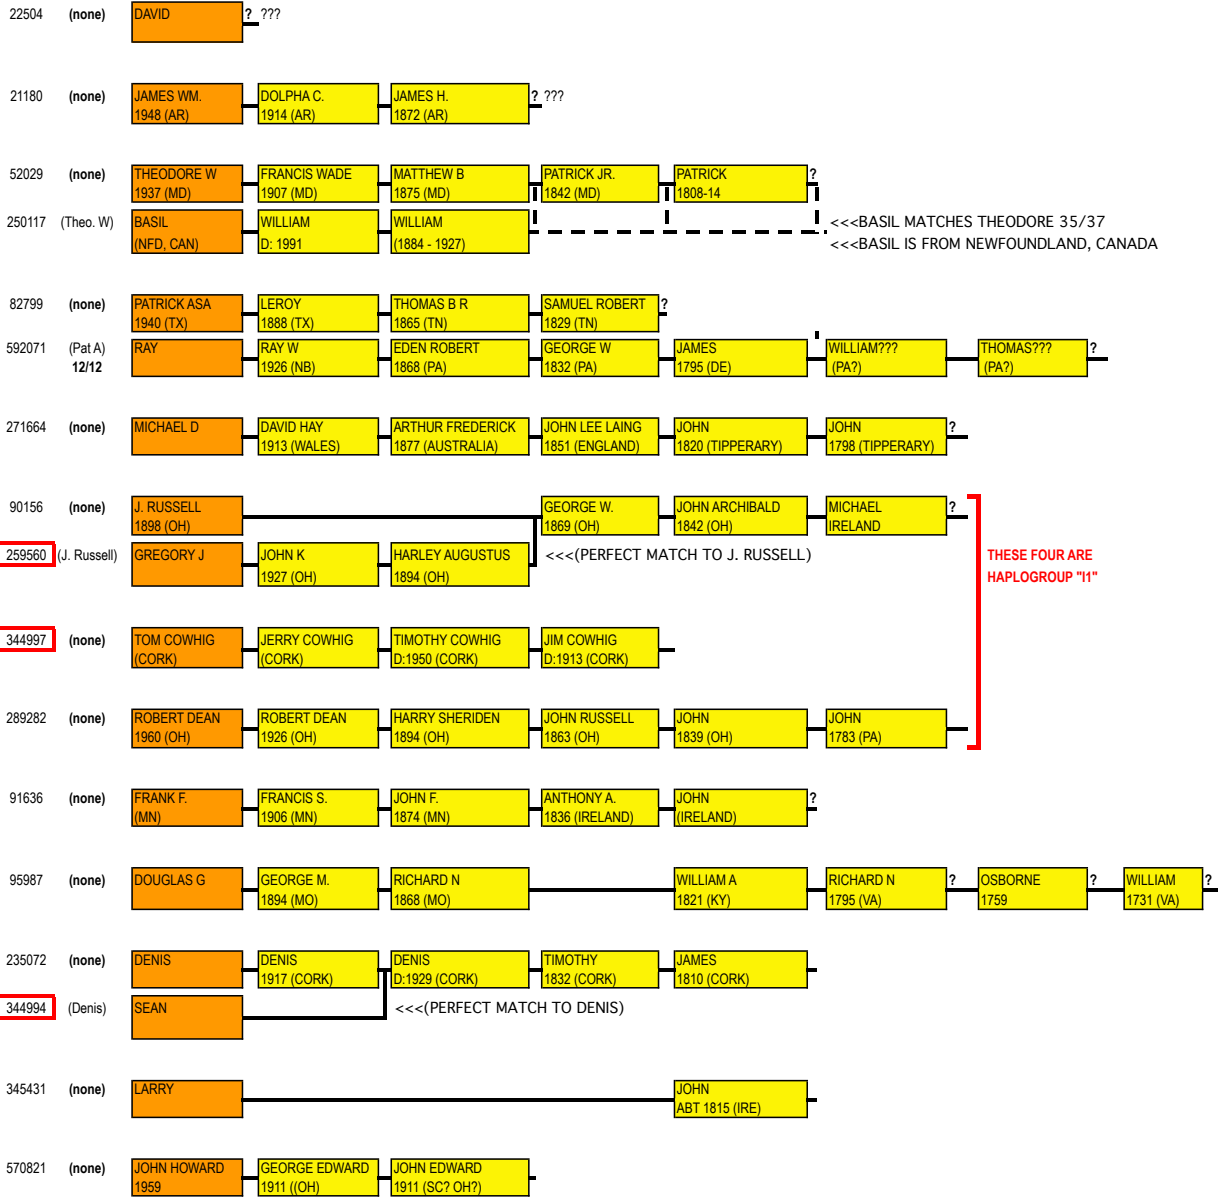 22504 (none) DAVID ? ???
21180 (none) JAMES WM. DOLPHA C. JAMES H. ? ???
1948 (AR) 1914 (AR) 1872 (AR)
52029 (none) THEODORE W FRANCIS WADE MATTHEW B PATRICK JR. PATRICK ?
1937 (MD) 1907 (MD) 1875 (MD) 1842 (MD) 1808-14
250117 (Theo. W) BASIL WILLIAM WILLIAM <<<BASIL MATCHES THEODORE 35/37
(NFD, CAN) D: 1991 (1884 - 1927) <<<BASIL IS FROM NEWFOUNDLAND, CANADA
82799 (none) PATRICK ASA LEROY THOMAS B R SAMUEL ROBERT ?
1940 (TX) 1888 (TX) 1865 (TN) 1829 (TN)
592071 (Pat A) RAY RAY W EDEN ROBERT GEORGE W JAMES WILLIAM??? THOMAS??? ?
12/12 1926 (NB) 1868 (PA) 1832 (PA) 1795 (DE) (PA?) (PA?)
271664 (none) MICHAEL D DAVID HAY ARTHUR FREDERICK JOHN LEE LAING JOHN JOHN ?
1913 (WALES) 1877 (AUSTRALIA) 1851 (ENGLAND) 1820 (TIPPERARY) 1798 (TIPPERARY)
90156 (none) J. RUSSELL GEORGE W. JOHN ARCHIBALD MICHAEL ?
1898 (OH) 1869 (OH) 1842 (OH) IRELAND
259560 (J. Russell) GREGORY J JOHN K HARLEY AUGUSTUS <<<(PERFECT MATCH TO J. RUSSELL) THESE FOUR ARE
1927 (OH) 1894 (OH) HAPLOGROUP "I1"
344997 (none) TOM COWHIG JERRY COWHIG TIMOTHY COWHIG JIM COWHIG
(CORK) (CORK) D:1950 (CORK) D:1913 (CORK)
289282 (none) ROBERT DEAN ROBERT DEAN HARRY SHERIDEN JOHN RUSSELL JOHN JOHN
1960 (OH) 1926 (OH) 1894 (OH) 1863 (OH) 1839 (OH) 1783 (PA)
91636 (none) FRANK F. FRANCIS S. JOHN F. ANTHONY A. JOHN ?
(MN) 1906 (MN) 1874 (MN) 1836 (IRELAND) (IRELAND)
95987 (none) DOUGLAS G GEORGE M. RICHARD N WILLIAM A RICHARD N ? OSBORNE ? WILLIAM ?
1894 (MO) 1868 (MO) 1821 (KY) 1795 (VA) 1759 1731 (VA)
235072 (none) DENIS DENIS DENIS TIMOTHY JAMES
1917 (CORK) D:1929 (CORK) 1832 (CORK) 1810 (CORK)
344994 (Denis) SEAN <<<(PERFECT MATCH TO DENIS)
345431 (none) LARRY JOHN
ABT 1815 (IRE)
570821 (none) JOHN HOWARD GEORGE EDWARD JOHN EDWARD
1959 1911 ((OH) 1911 (SC? OH?)